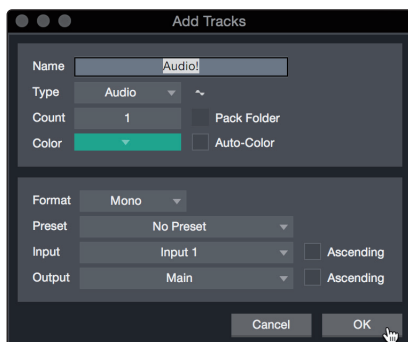 Add Tracks
Name Audio!
Type Audio
Count 1 Pack Folder
Color Auto-Color
Format Mono
Preset No Preset
Input Input 1 Ascending
Output Main Ascending
Cancel OK